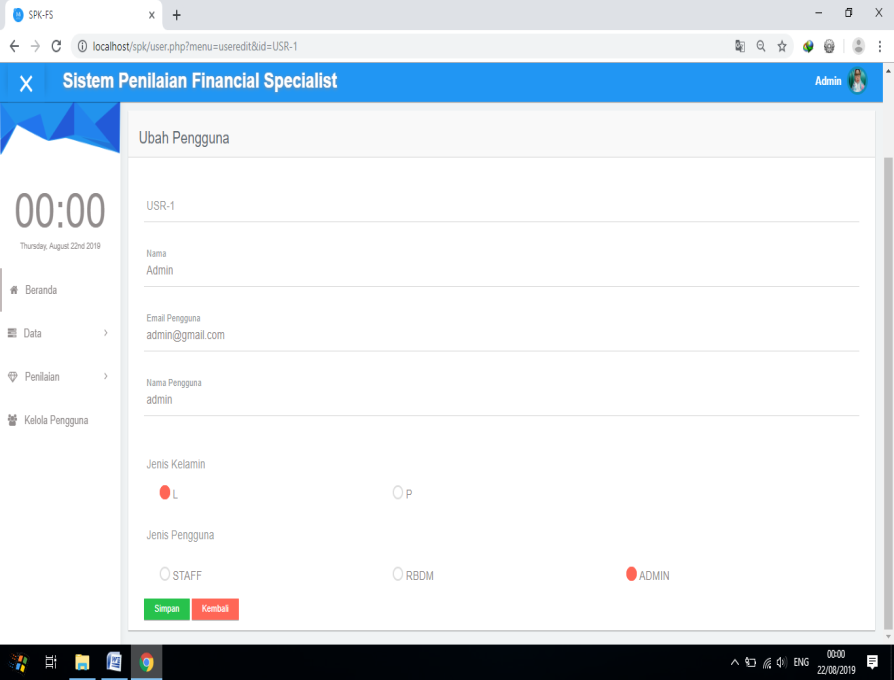 SPK-FS
localhost/spk/user.php?menu=useredit&id=USR-1
Sistem Penilaian Financial Specialist
Admin
Ubah Pengguna
00:00
Thursday, August 22nd 2019
Beranda
Data
Penilaian
Kelola Pengguna
USR-1
Nama
Admin
Email Pengguna
admin@gmail.com
Nama Pengguna
admin
Jenis Kelamin
L P
Jenis Pengguna
STAFF RBDM ADMIN
Simpan Kembali
ENG
00:00
22/08/2019